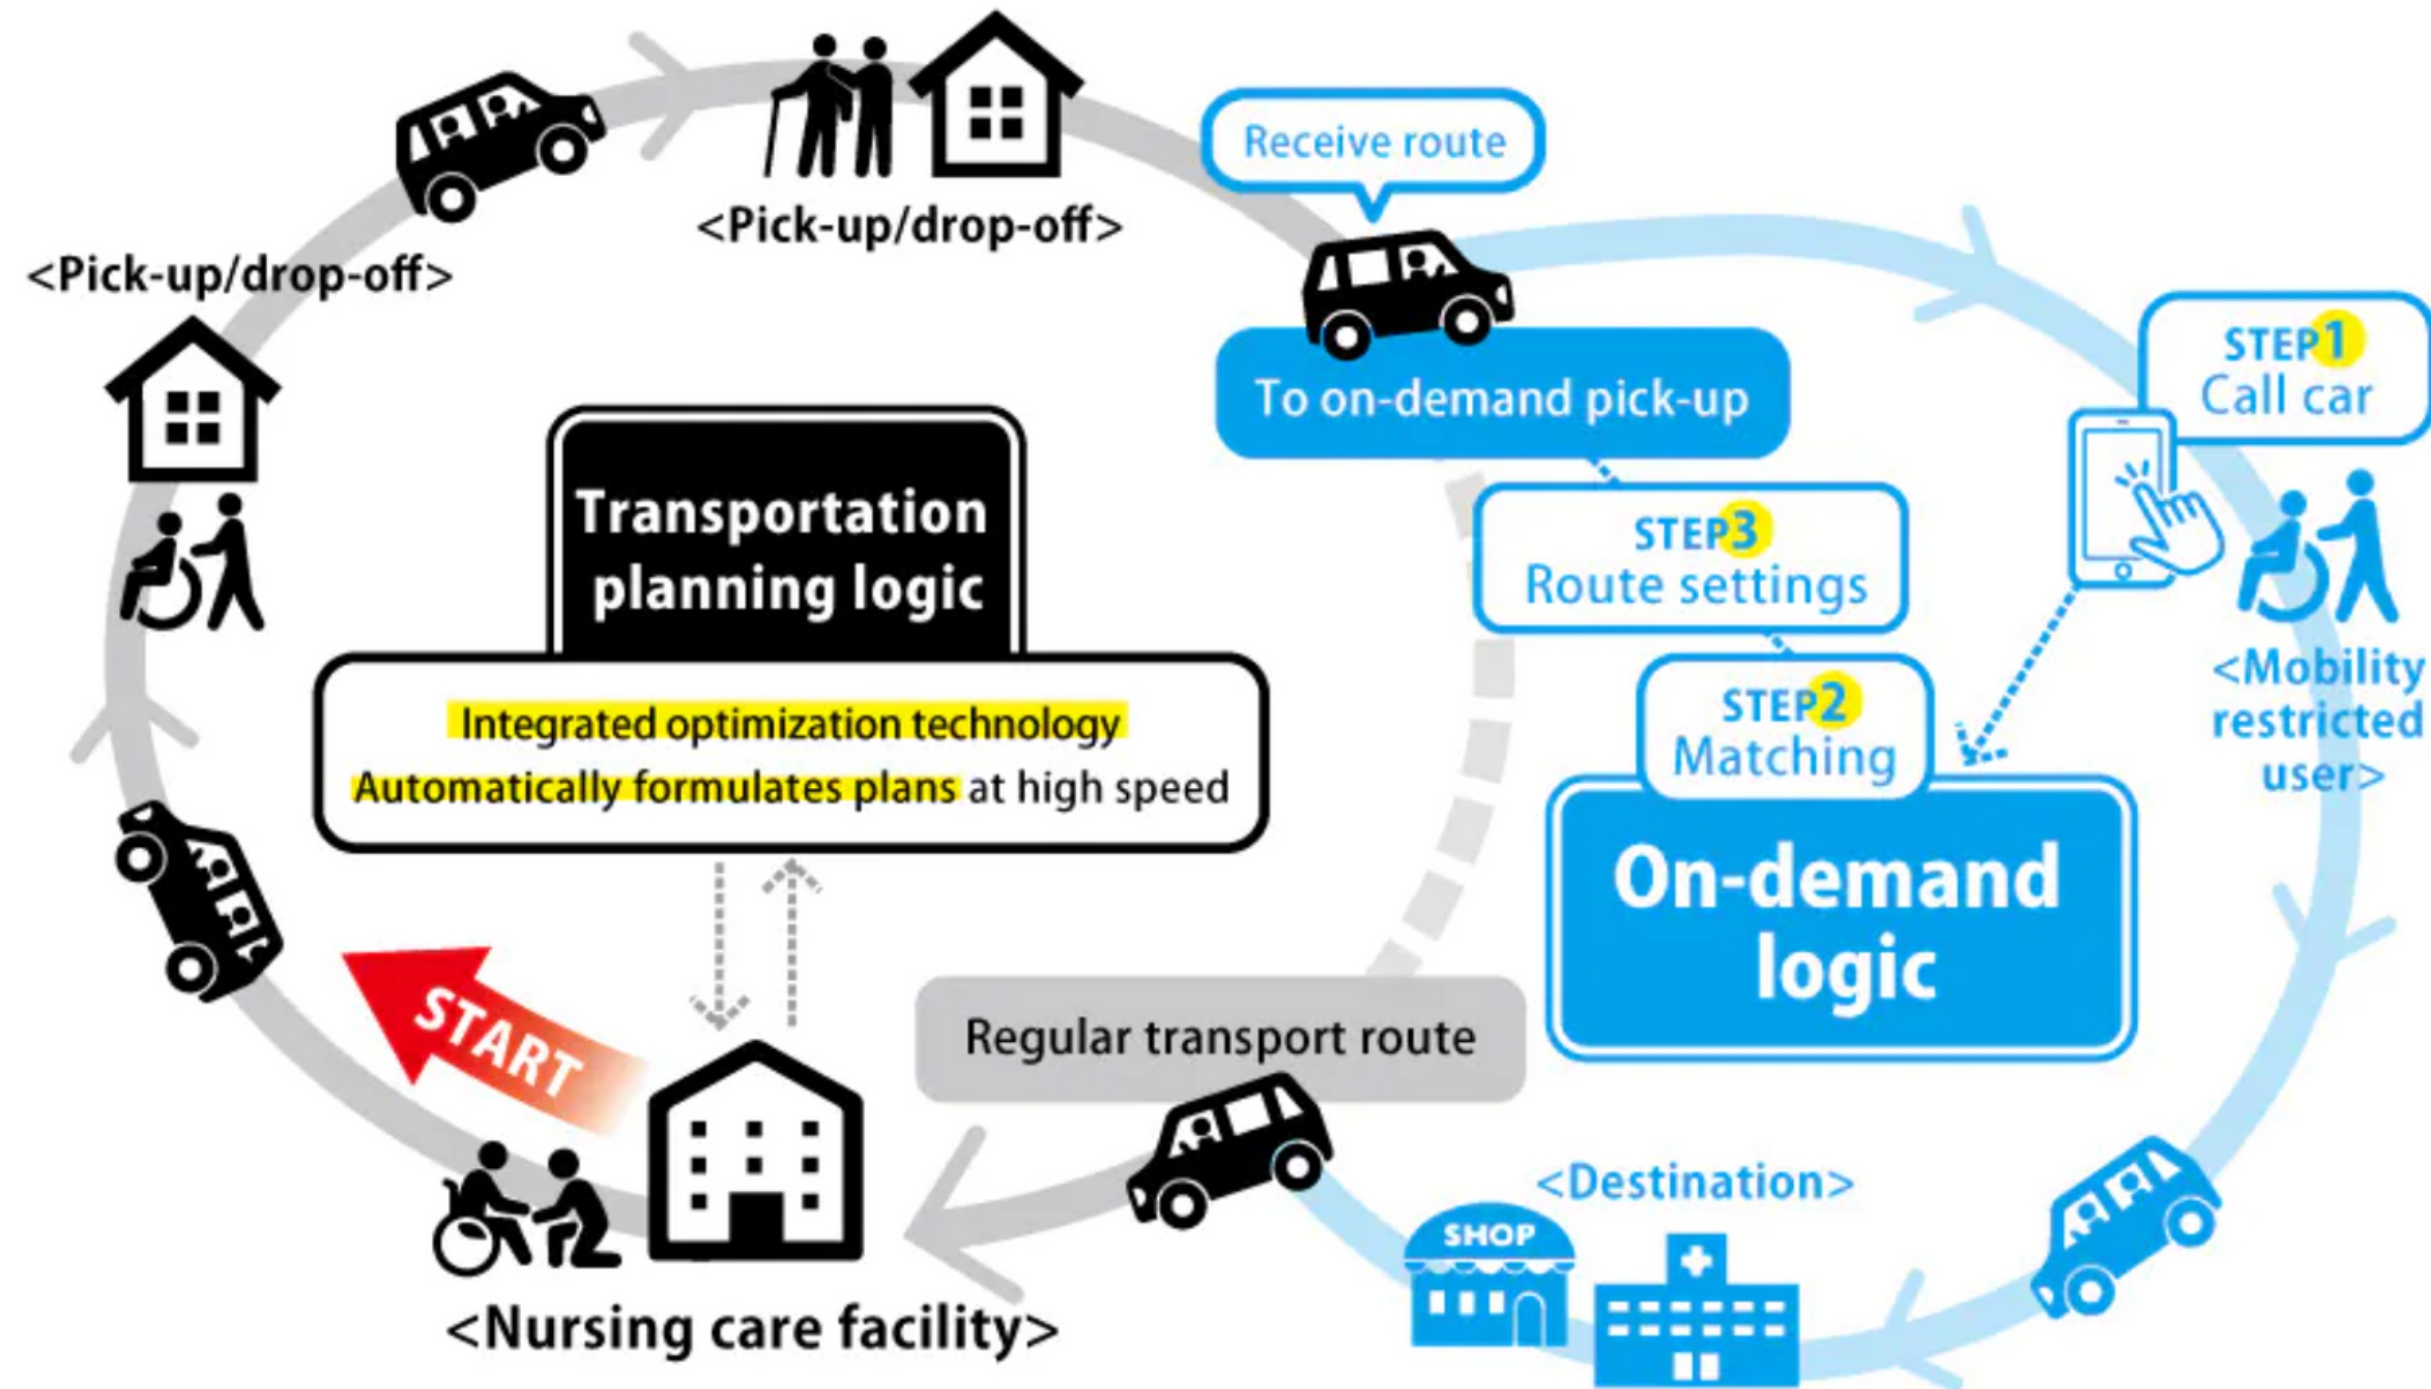 <Pick-up/drop-off>
<Pick-up/drop-off>
Receive route
To on-demand pick-up
STEP1
Call car
STEP3
Route settings
STEP2
Matching
On-demand
logic
<Mobility
restricted
user>
Transportation
planning logic
Integrated optimization technology
Automatically formulates plans at high speed
START
Regular transport route
<Destination>
SHOP
<Nursing care facility>